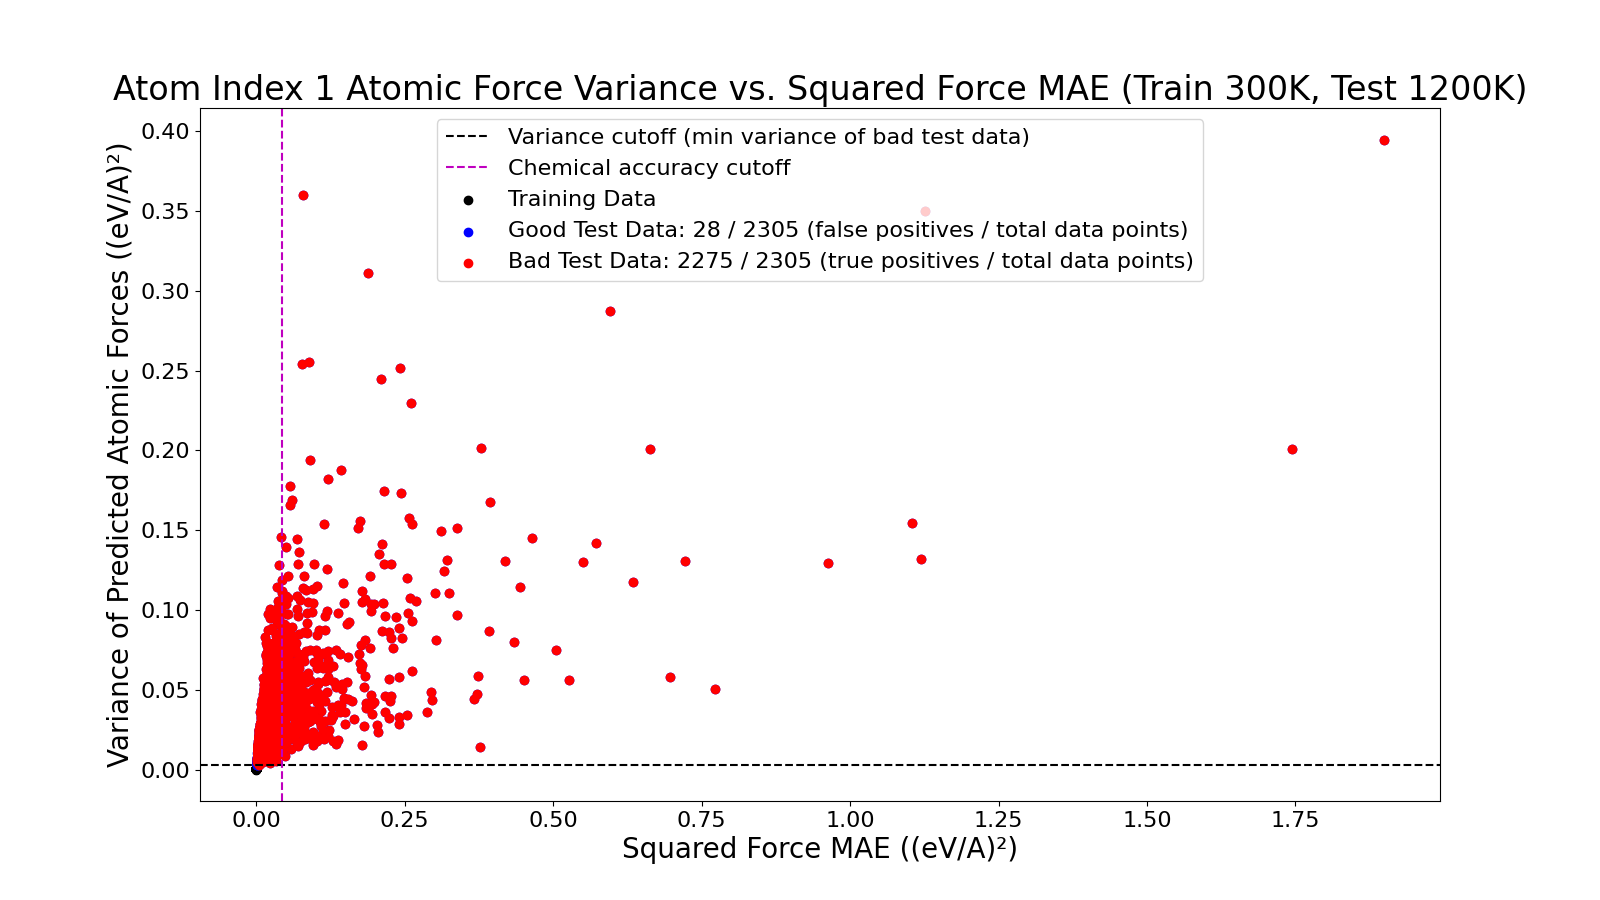 Atom Index 1 Atomic Force Variance vs. Squared Force MAE (Train 300K, Test 1200K)
Variance of Predicted Atomic Forces ((eV/A)²)
0.40
0.35
0.30
0.25
0.20
0.15
0.10
0.05
0.00
Variance cutoff (min variance of bad test data)
Chemical accuracy cutoff
Training Data
Good Test Data: 28 / 2305 (false positives / total data points)
Bad Test Data: 2275 / 2305 (true positives / total data points)
0.00 0.25 0.50 0.75 1.00 1.25 1.50 1.75
Squared Force MAE ((eV/A)²)